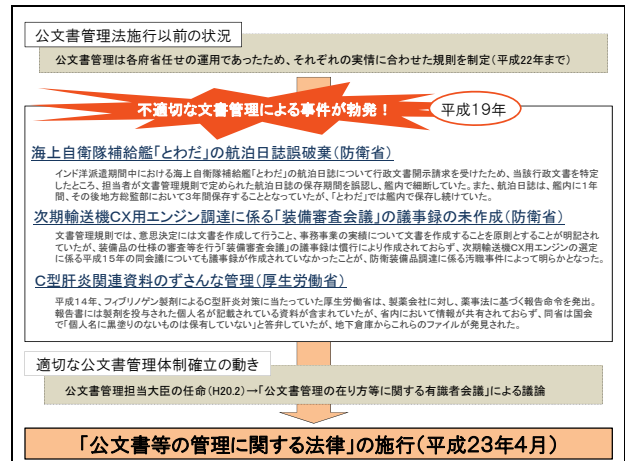 公文書管理法施行以前の状況
公文書管理は各府省任せの運用であったため、それぞれの実情に合わせた規則を制定（平成22年まで）
不適切な文書管理による事件が勃発！
平成19年
海上自衛隊補給艦「とわだ」の航泊日誌誤破棄（防衛省）
インド洋派遣期間中における海上自衛隊補給艦「とわだ」の航泊日誌について行政文書開示請求を受けたため、当該行政文書を特定
したところ、担当者が文書管理規則で定められた航泊日誌の保存期間を誤認し、艦内で細断していた。また、航泊日誌は、艦内に1年
間、その後地方総監部において3年間保存することとなっていたが、「とわだ」では艦内で保存し続けていた。
次期輸送機CX用エンジン調達に係る「装備審査会議」の議事録の未作成（防衛省）
文書管理規則では、意思決定には文書を作成して行うこと、事務事業の実績について文書を作成することを原則とすることが明記され
ていたが、装備品の仕様の審査等を行う「装備審査会議」の議事録は慣行により作成されておらず、次期輸送機CX用エンジンの選定
に係る平成15年の同会議についても議事録が作成されていなかったことが、防衛装備品調達に係る汚職事件によって明らかとなった。
C型肝炎関連資料のずさんな管理（厚生労働省）
平成14年、フィブリノゲン製剤によるC型肝炎対策に当たっていた厚生労働省は、製薬会社に対し、薬事法に基づく報告命令を発出。
報告書には製剤を投与された個人名が記載されている資料が含まれていたが、省内において情報が共有されておらず、同省は国会
で「個人名に黒塗りのないものは保有していない」と答弁していたが、地下倉庫からこれらのファイルが発見された。
適切な公文書管理体制確立の動き
公文書管理担当大臣の任命（H20.2）→「公文書管理の在り方等に関する有識者会議」による議論
「公文書等の管理に関する法律」の施行（平成23年4月）